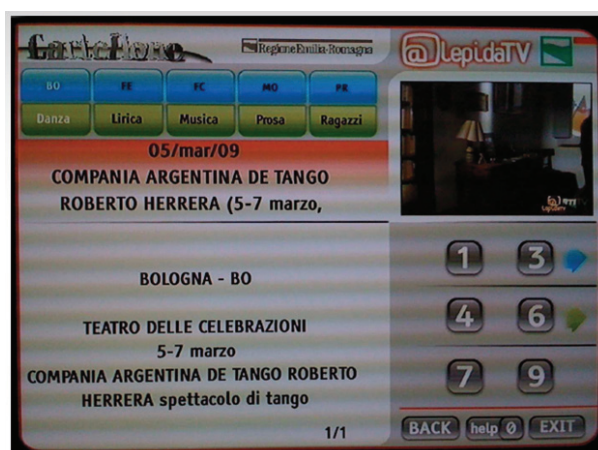 Cartellone
RegioneEmilia-Romagna
@LepidaTV
BO FE FC MO PR
Danza Lirica Musica Prosa Ragazzi
05/mar/09
COMPANIA ARGENTINA DE TANGO
ROBERTO HERRERA (5-7 marzo,
BOLOGNA - BO
TEATRO DELLE CELEBRAZIONI
5-7 marzo
COMPANIA ARGENTINA DE TANGO ROBERTO
HERRERA spettacolo di tango
1/1
1 3
4 6
7 9
BACK help 0 EXIT